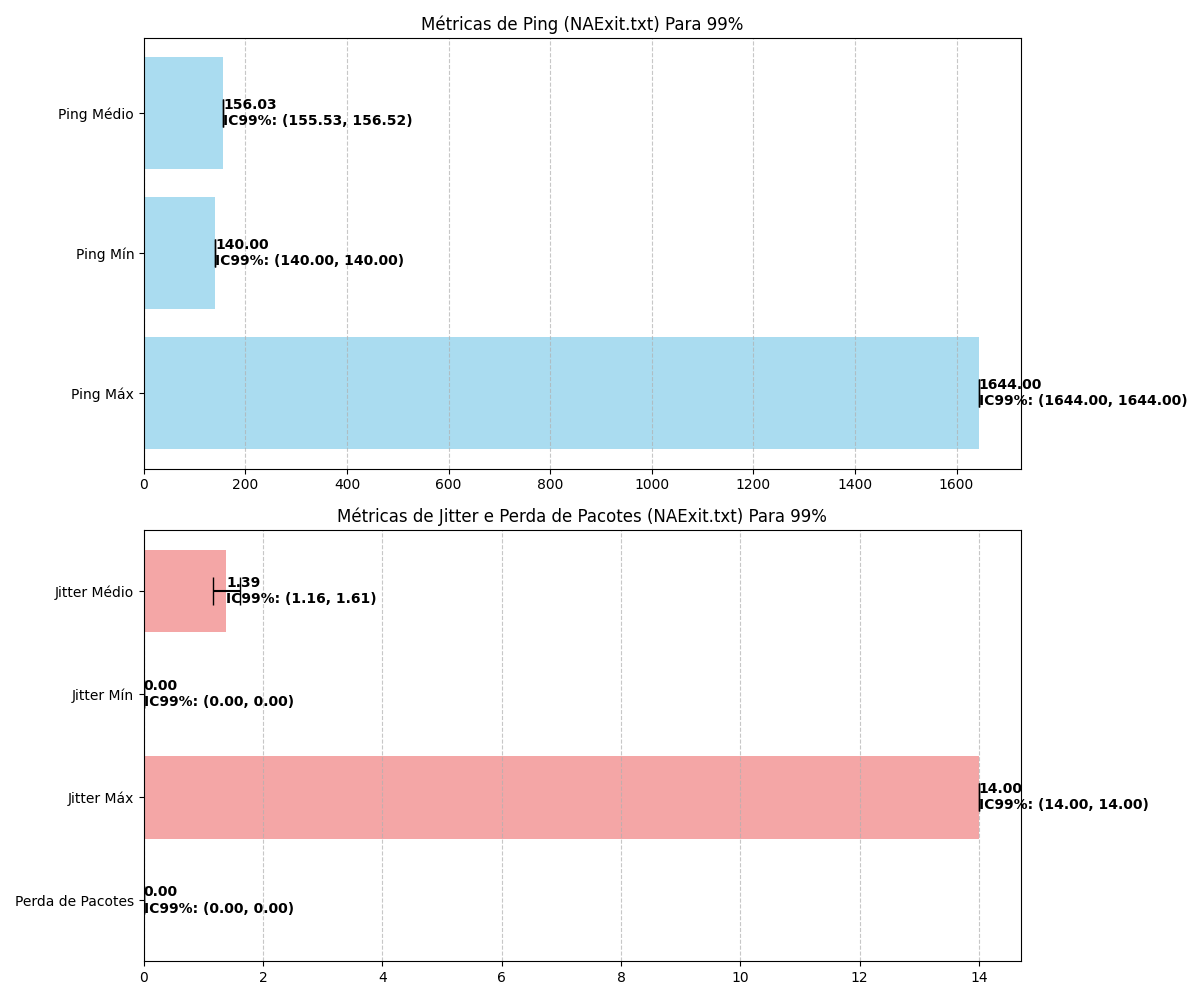 Métricas de Ping (NAExit.txt) Para 99%
Ping Médio
156.03
IC99%: (155.53, 156.52)
Ping Mín
140.00
IC99%: (140.00, 140.00)
Ping Máx
1644.00
IC99%: (1644.00, 1644.00)
0 200 400 600 800 1000 1200 1400 1600
Métricas de Jitter e Perda de Pacotes (NAExit.txt) Para 99%
Jitter Médio
1.39
IC99%: (1.16, 1.61)
Jitter Mín
0.00
IC99%: (0.00, 0.00)
Jitter Máx
14.00
IC99%: (14.00, 14.00)
Perda de Pacotes
0.00
IC99%: (0.00, 0.00)
0 2 4 6 8 10 12 14